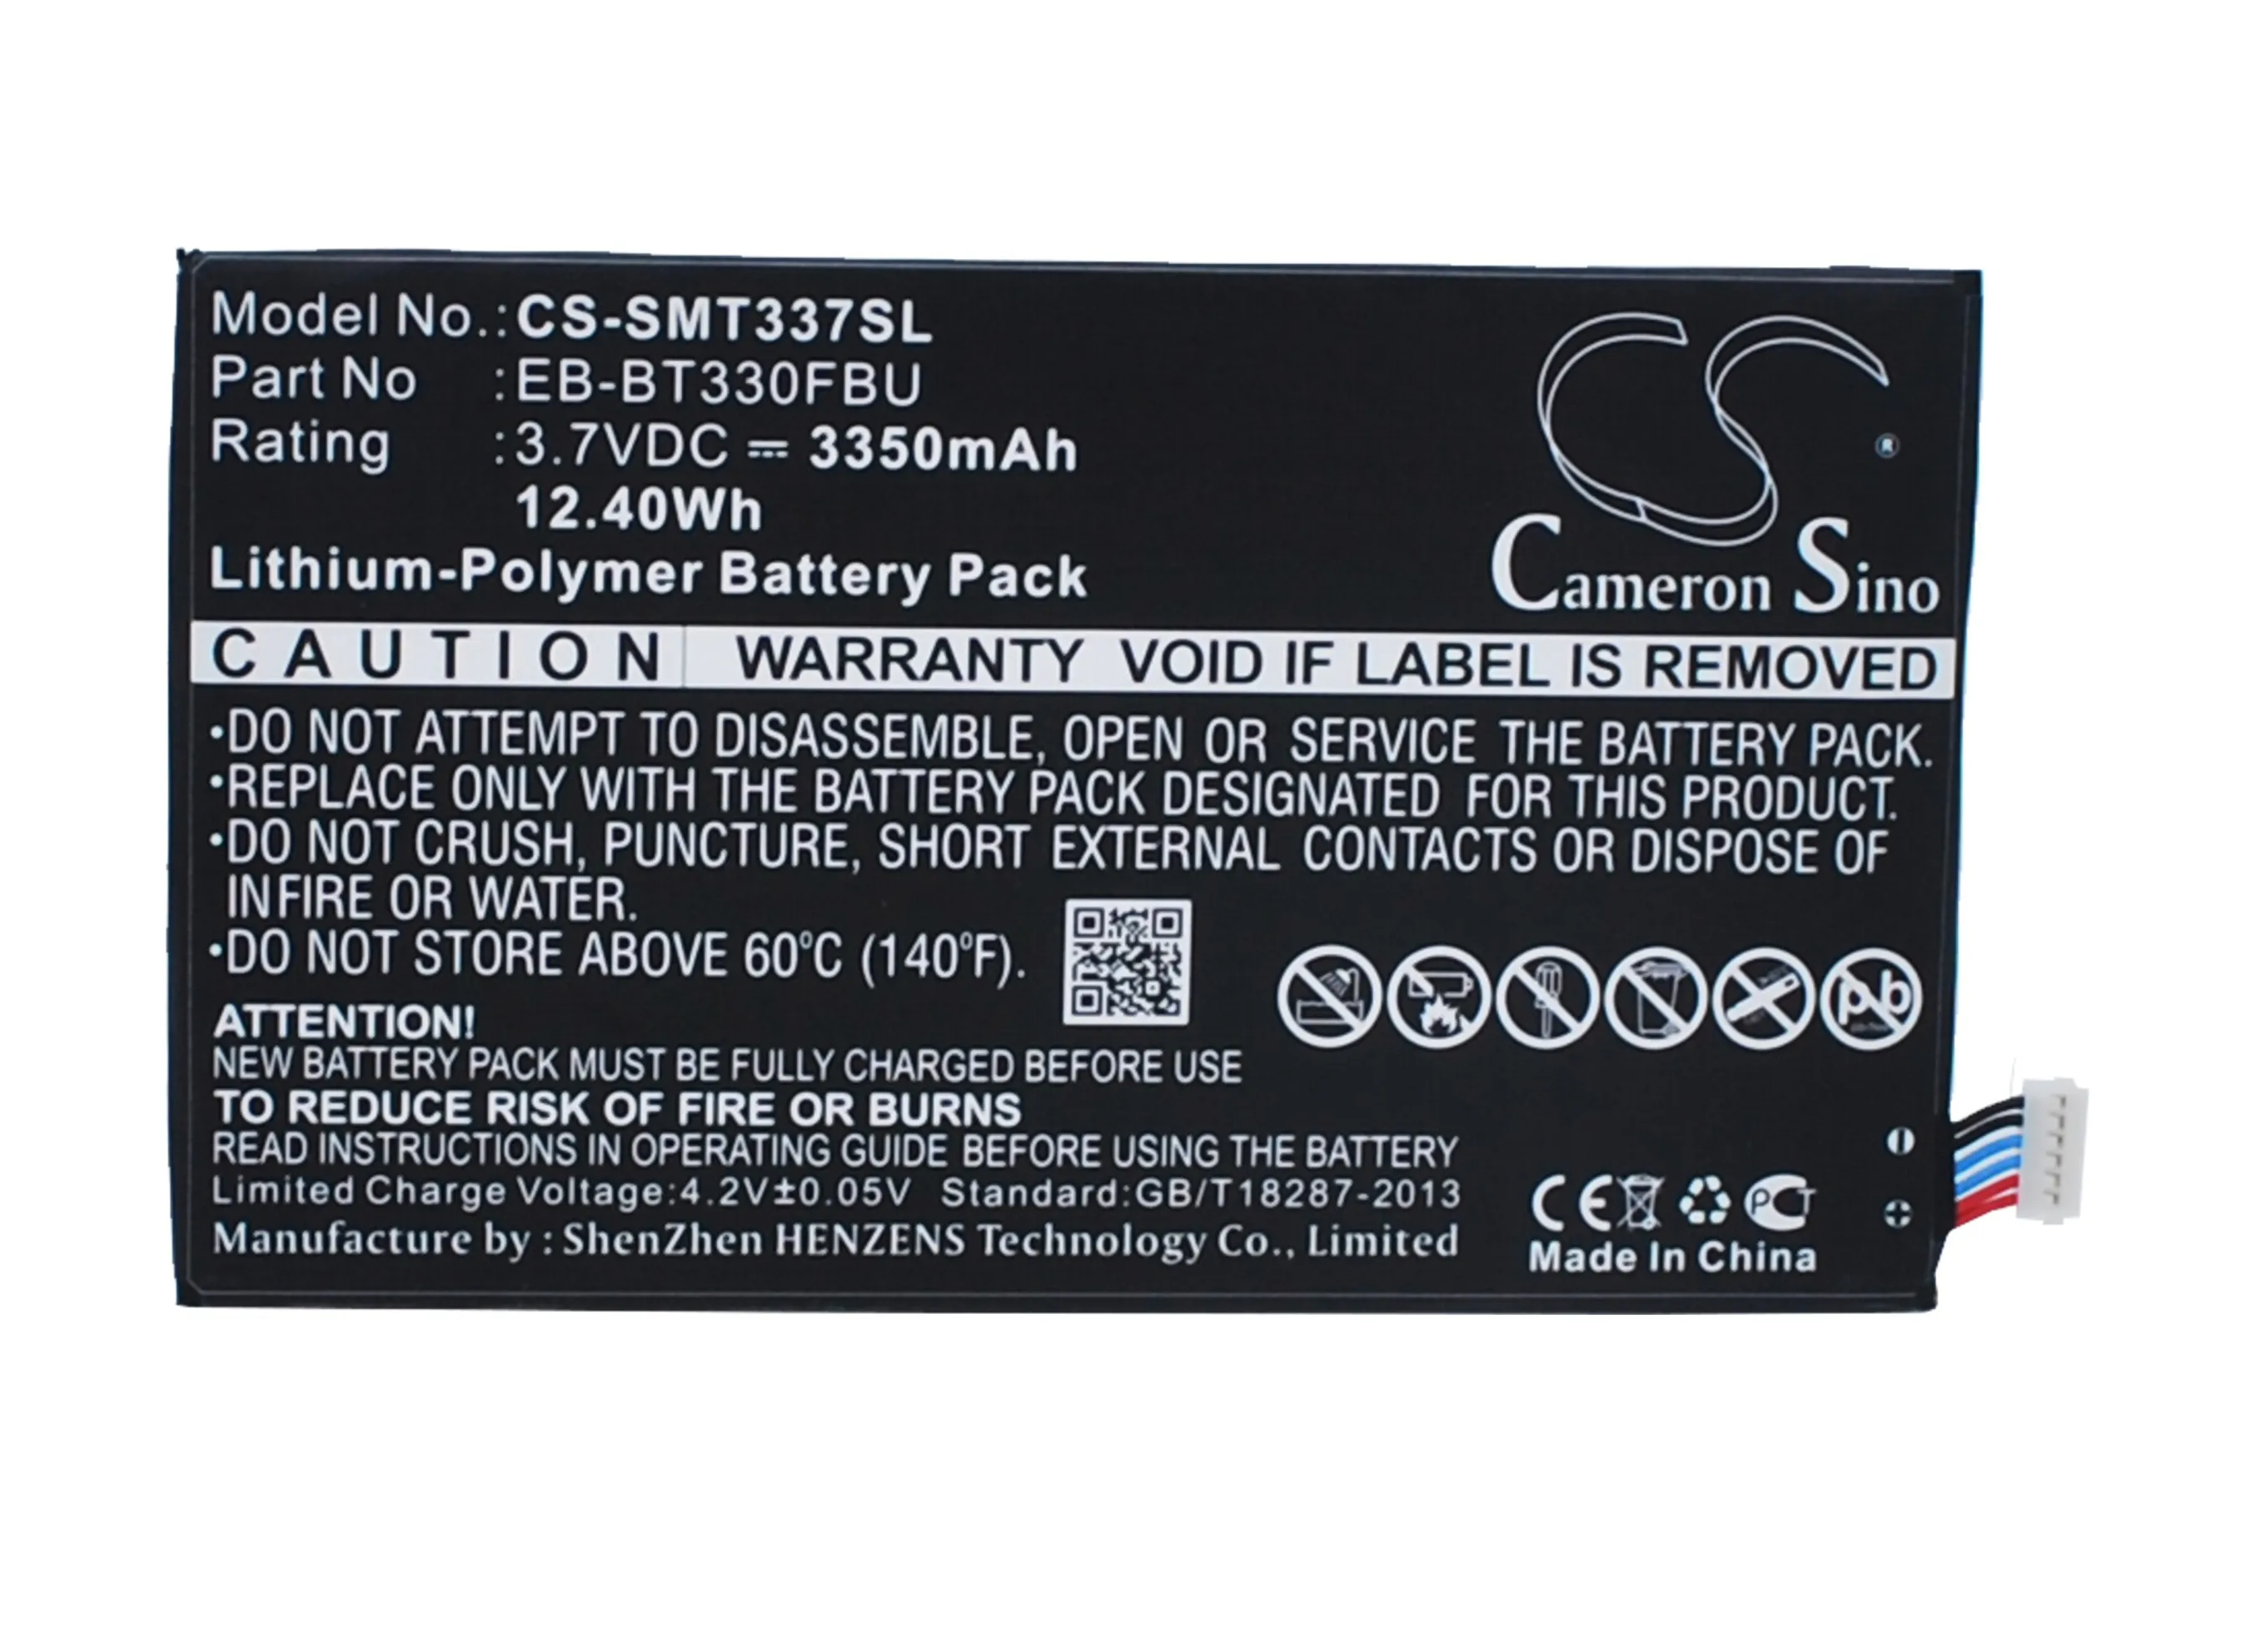 Model No.: CS-SMT337SL
Part No : EB-BT330FBU
Rating : 3.7VDC ⎓ 3350mAh
12.40Wh
Lithium-Polymer Battery Pack
CS
®
Cameron Sino
CAUTION WARRANTY VOID IF LABEL IS REMOVED
·DO NOT ATTEMPT TO DISASSEMBLE, OPEN OR SERVICE THE BATTERY PACK.
·REPLACE ONLY WITH THE BATTERY PACK DESIGNATED FOR THIS PRODUCT.
·DO NOT CRUSH, PUNCTURE, SHORT EXTERNAL CONTACTS OR DISPOSE OF
INFIRE OR WATER.
·DO NOT STORE ABOVE 60°C (140°F).
ATTENTION!
NEW BATTERY PACK MUST BE FULLY CHARGED BEFORE USE
TO REDUCE RISK OF FIRE OR BURNS
READ INSTRUCTIONS IN OPERATING GUIDE BEFORE USING THE BATTERY
Limited Charge Voltage:4.2V±0.05V Standard:GB/T18287-2013
Manufacture by : ShenZhen HENZENS Technology Co., Limited
pb
CE PCT
Made In China